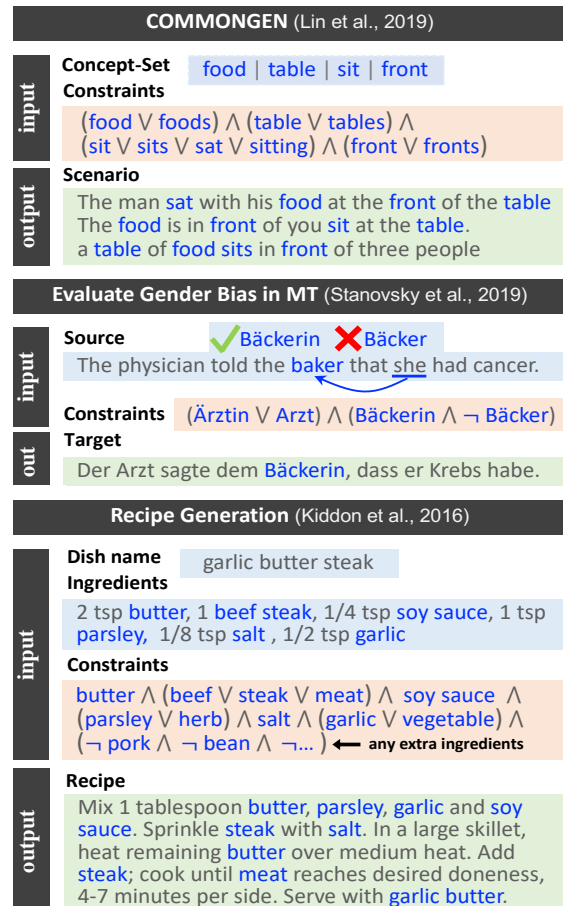 COMMONGEN (Lin et al., 2019)
input
Concept-Set food | table | sit | front
Constraints
(food ∨ foods) ∧ (table ∨ tables) ∧
(sit ∨ sits ∨ sat ∨ sitting) ∧ (front ∨ fronts)
output
Scenario
The man sat with his food at the front of the table
The food is in front of you sit at the table.
a table of food sits in front of three people
Evaluate Gender Bias in MT (Stanovsky et al., 2019)
input
Source Bäckerin Bäcker
The physician told the baker that she had cancer.
Constraints (Ärztin ∨ Arzt) ∧ (Bäckerin ∧ ¬ Bäcker)
out
Target
Der Arzt sagte dem Bäckerin, dass er Krebs habe.
Recipe Generation (Kiddon et al., 2016)
input
Dish name garlic butter steak
Ingredients
2 tsp butter, 1 beef steak, 1/4 tsp soy sauce, 1 tsp
parsley, 1/8 tsp salt , 1/2 tsp garlic
Constraints
butter ∧ (beef ∨ steak ∨ meat) ∧ soy sauce ∧
(parsley ∨ herb) ∧ salt ∧ (garlic ∨ vegetable) ∧
(¬ pork ∧ ¬ bean ∧ ¬... ) ← any extra ingredients
output
Recipe
Mix 1 tablespoon butter, parsley, garlic and soy
sauce. Sprinkle steak with salt. In a large skillet,
heat remaining butter over medium heat. Add
steak; cook until meat reaches desired doneness,
4-7 minutes per side. Serve with garlic butter.